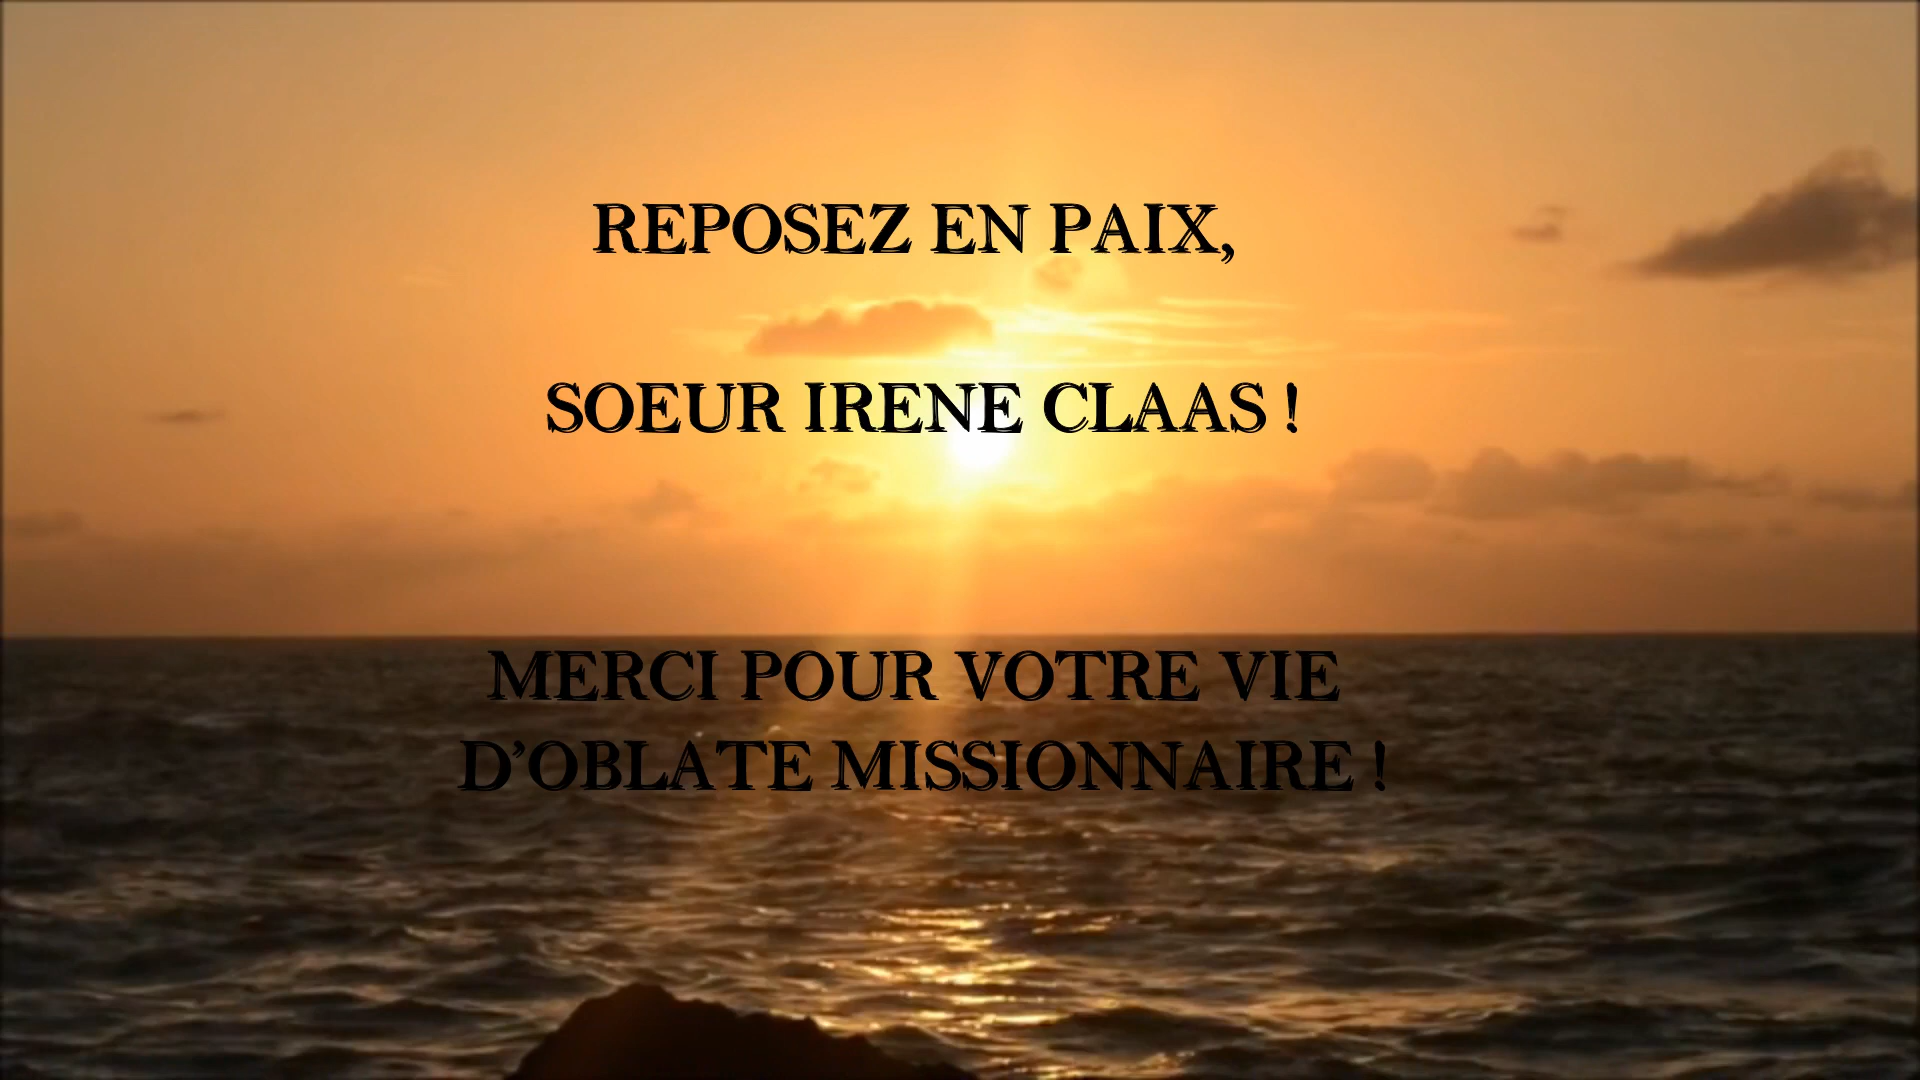 REPOSEZ EN PAIX,
SOEUR IRENE CLAAS !
MERCI POUR VOTRE VIE
D’OBLATE MISSIONNAIRE !